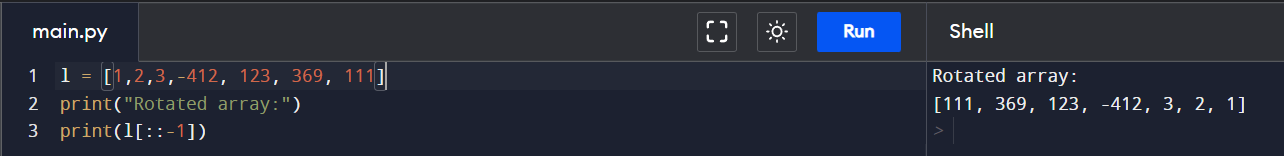 main.py
Run
Shell
1 l = [1,2,3,-412, 123, 369, 111]
2 print("Rotated array:")
3 print(l[::-1])
Rotated array:
[111, 369, 123, -412, 3, 2, 1]
>